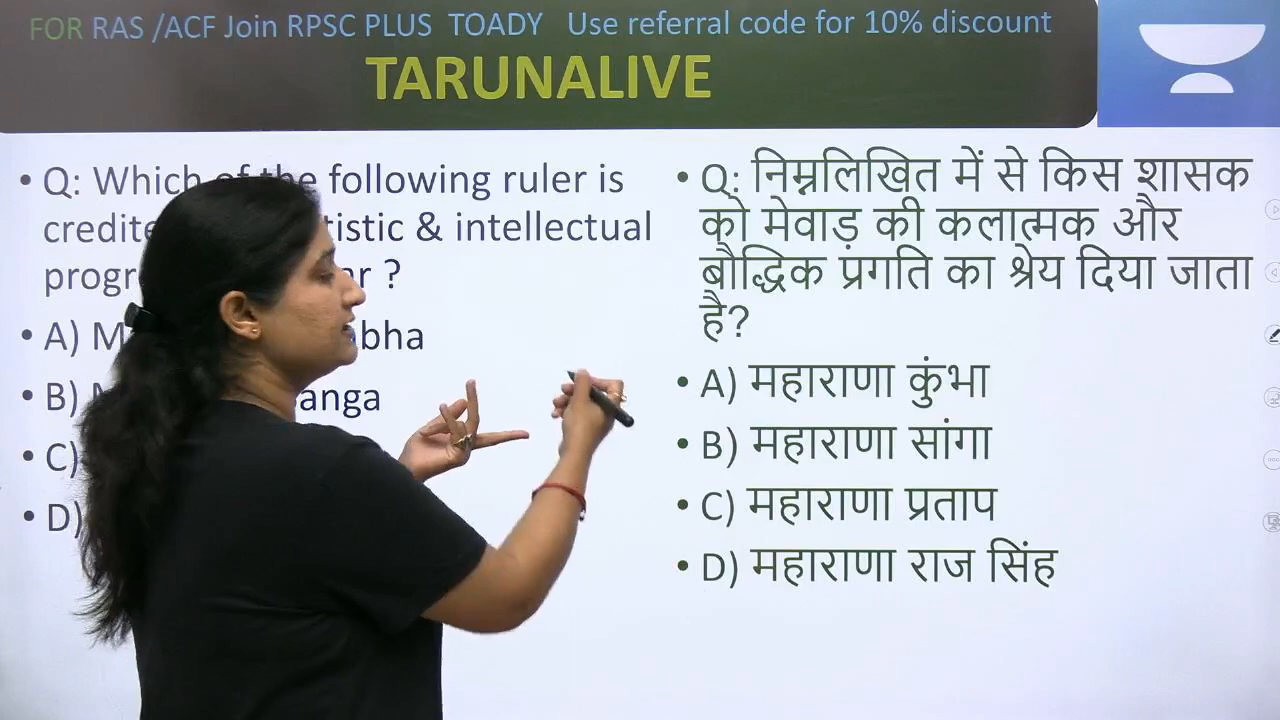 FOR RAS /ACF Join RPSC PLUS TOADY Use referral code for 10% discount
TARUNALIVE
• Q: Which of the following ruler is
credite tistic & intellectual
progr ?
• A) M abha
• B) anga
• C)
• D)
• Q: निम्नलिखित में से किस शासक
को मेवाड़ की कलात्मक और
बौद्धिक प्रगति का श्रेय दिया जाता
है?
• A) महाराणा कुंभा
• B) महाराणा सांगा
• C) महाराणा प्रताप
• D) महाराणा राज सिंह